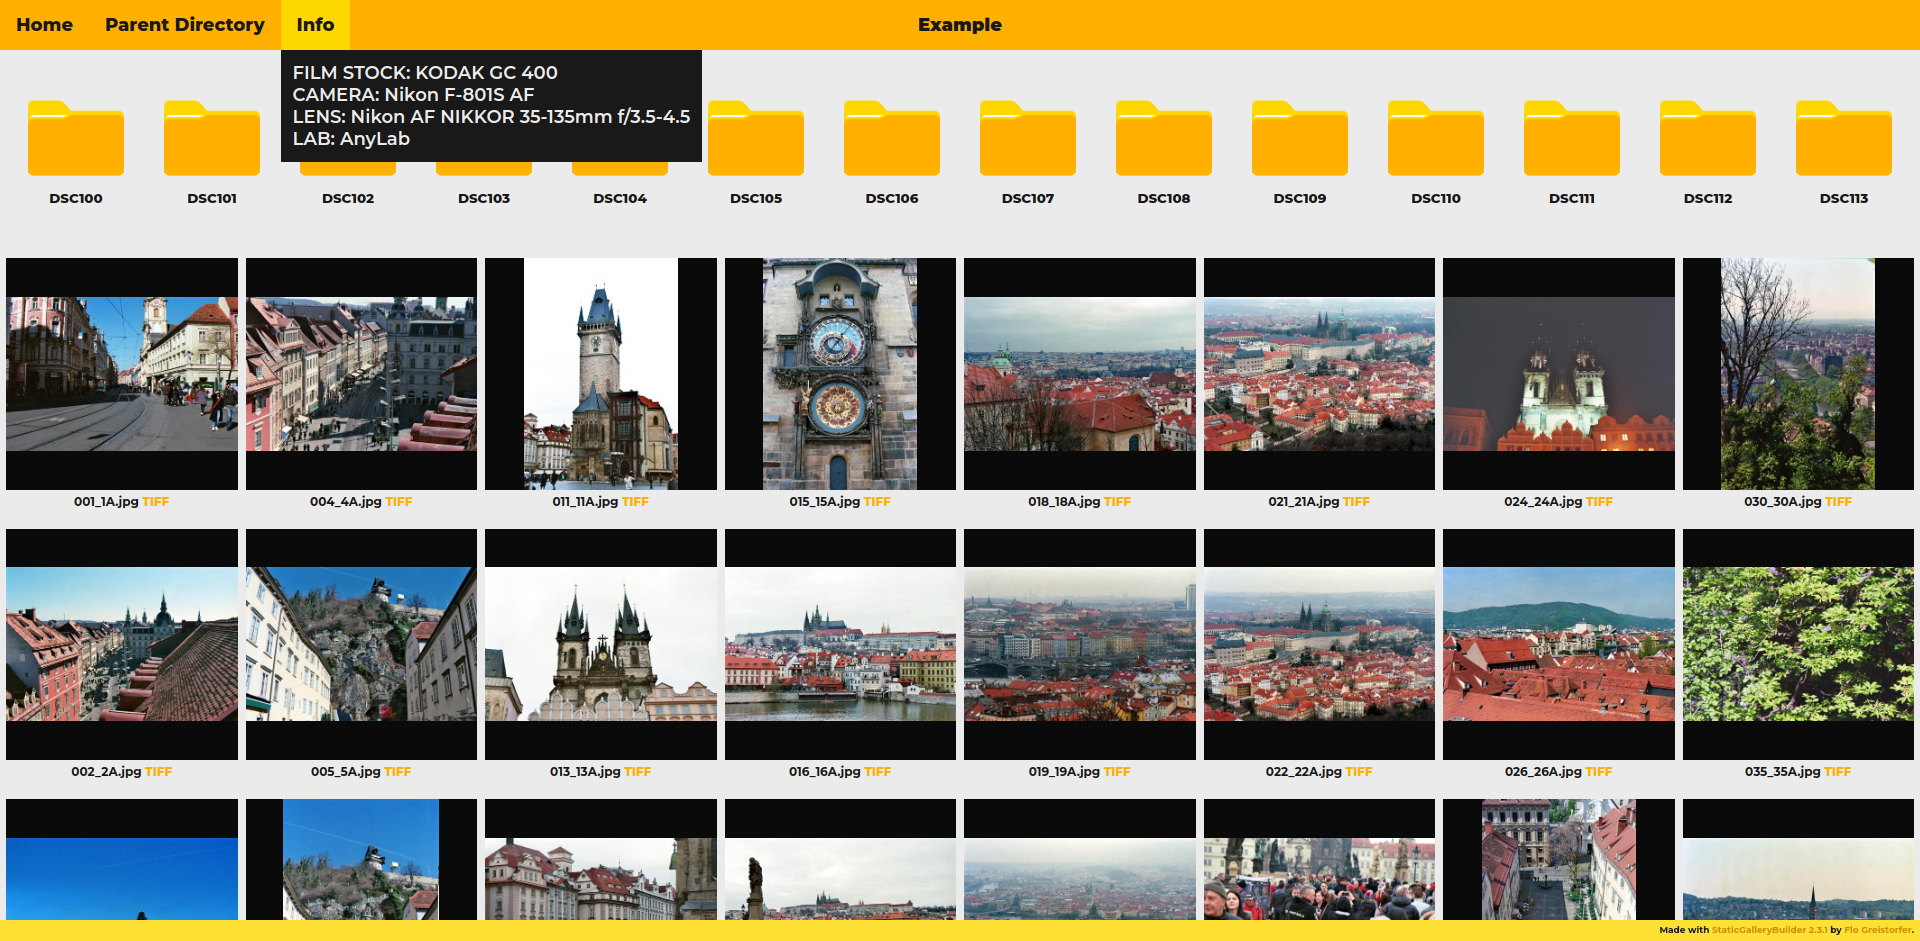 Home Parent Directory Info Example
FILM STOCK: KODAK GC 400
CAMERA: Nikon F-801S AF
LENS: Nikon AF NIKKOR 35-135mm f/3.5-4.5
LAB: AnyLab
DSC100 DSC101 DSC102 DSC103 DSC104 DSC105 DSC106 DSC107 DSC108 DSC109 DSC110 DSC111 DSC112 DSC113
001_1A.jpg TIFF 004_4A.jpg TIFF 011_11A.jpg TIFF 015_15A.jpg TIFF 018_18A.jpg TIFF 021_21A.jpg TIFF 024_24A.jpg TIFF 030_30A.jpg TIFF
002_2A.jpg TIFF 005_5A.jpg TIFF 013_13A.jpg TIFF 016_16A.jpg TIFF 019_19A.jpg TIFF 022_22A.jpg TIFF 026_26A.jpg TIFF 035_35A.jpg TIFF
Made with StaticGalleryBuilder 2.3.1 by Flo Greistorfer.